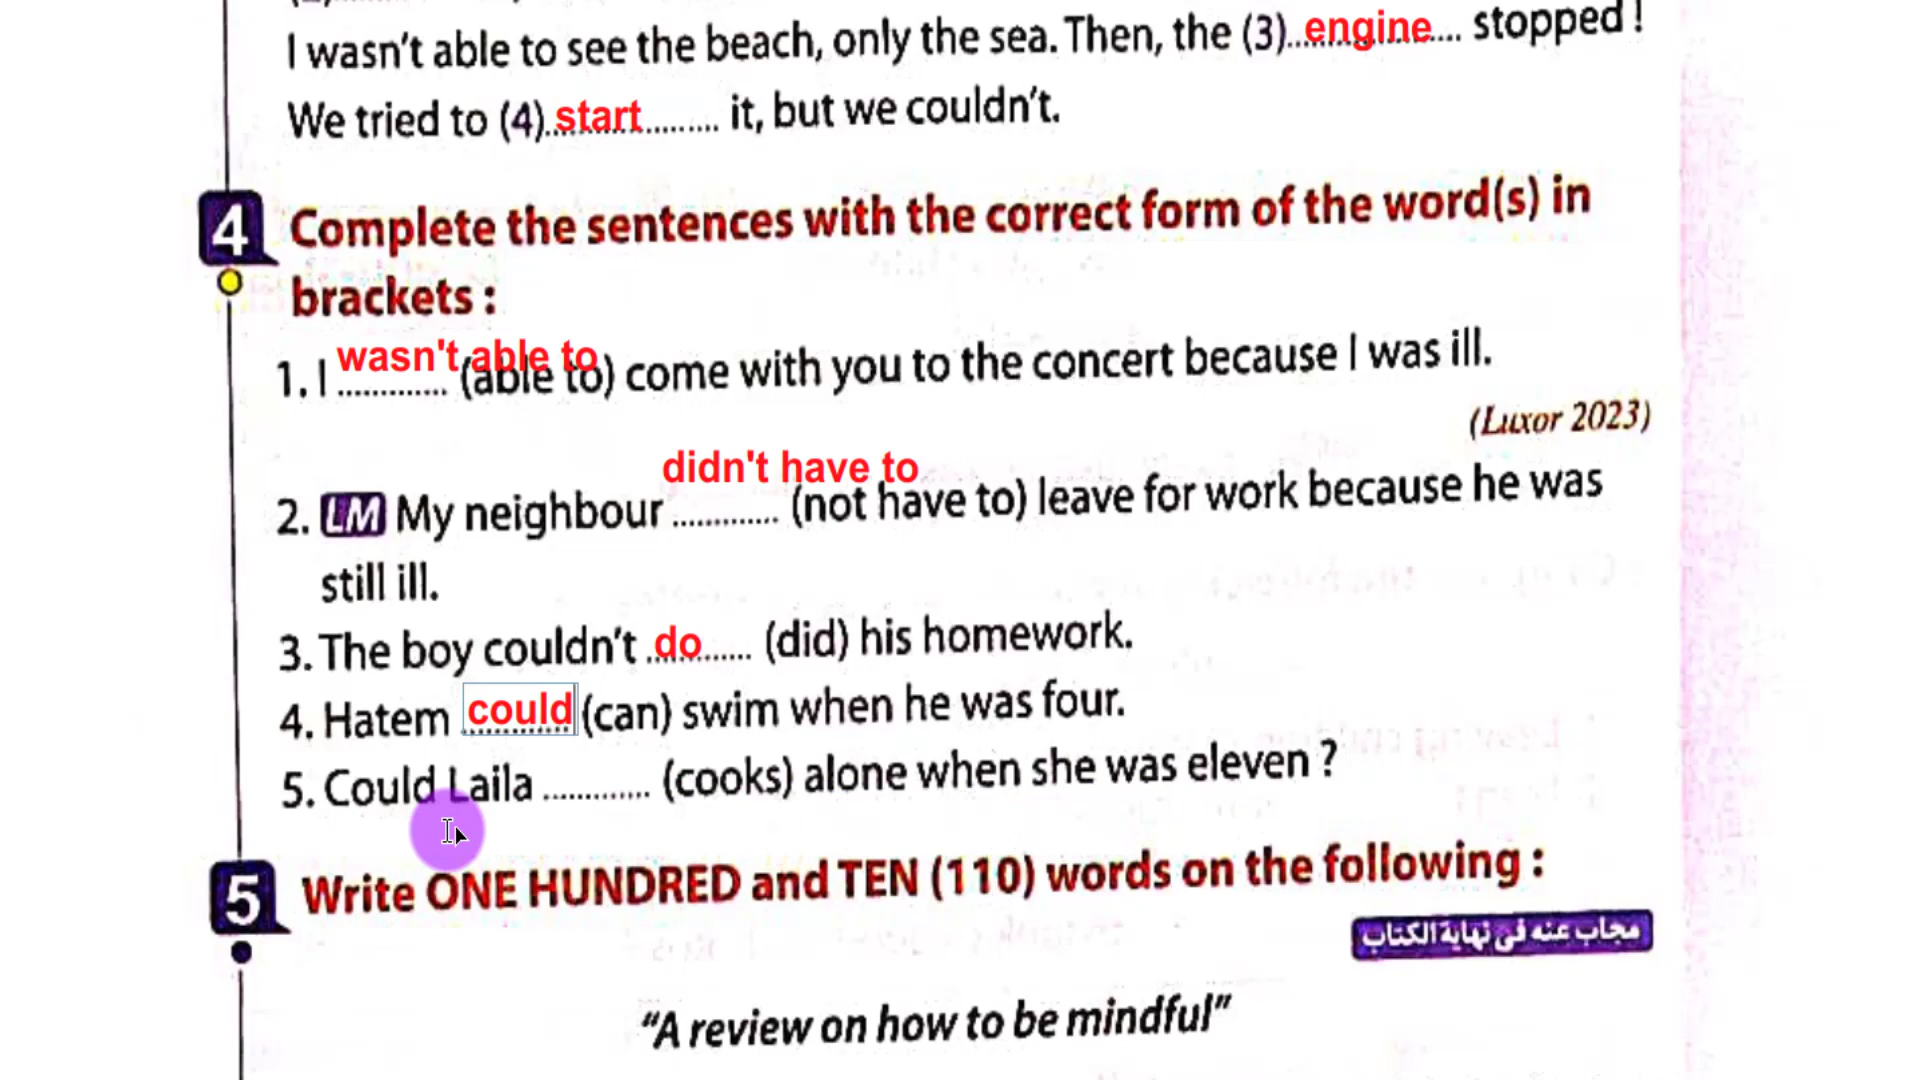 I wasn't able to see the beach, only the sea. Then, the (3)..engine.... stopped !
We tried to (4)..start......... it, but we couldn't.
4 Complete the sentences with the correct form of the word(s) in
brackets :
1. I wasn't able to ............. (able to) come with you to the concert because I was ill.
(Luxor 2023)
2. LM My neighbour didn't have to ............. (not have to) leave for work because he was
still ill.
3. The boy couldn't ..do....... (did) his homework.
4. Hatem could (can) swim when he was four.
5. Could Laila ............. (cooks) alone when she was eleven ?
5 Write ONE HUNDRED and TEN (110) words on the following :
مجاب عنه فى نهاية الكتاب
"A review on how to be mindful"